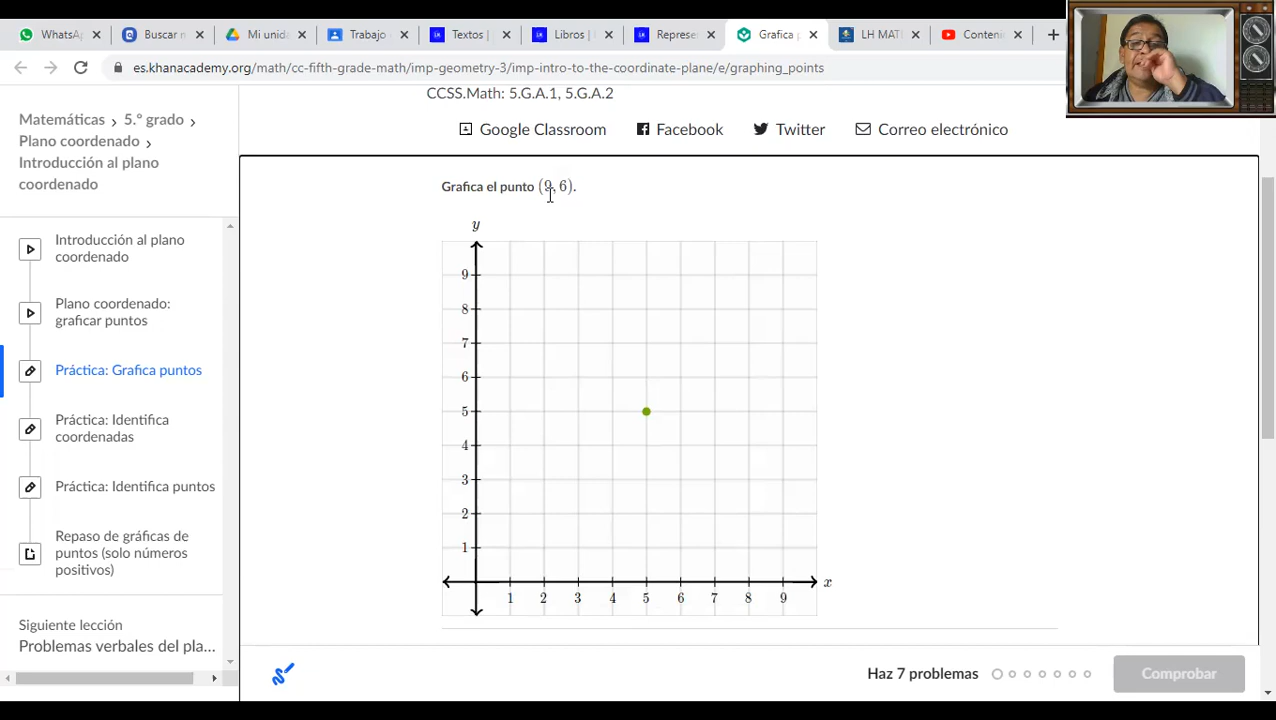 WhatsA
Buscar
Mi unida
Trabajo
Textos |
Libros |
Represe
Grafica p
LH MAT
Conteni
es.khanacademy.org/math/cc-fifth-grade-math/imp-geometry-3/imp-intro-to-the-coordinate-plane/e/graphing_points
CCSS.Math: 5.G.A.1, 5.G.A.2
Google Classroom
Facebook
Twitter
Correo electrónico
Matemáticas > 5.º grado >
Plano coordenado >
Introducción al plano
coordenado
Introducción al plano
coordenado
Plano coordenado:
graficar puntos
Práctica: Grafica puntos
Práctica: Identifica
coordenadas
Práctica: Identifica puntos
Repaso de gráficas de
puntos (solo números
positivos)
Siguiente lección
Problemas verbales del pla...
Grafica el punto (9, 6).
y
9
8
7
6
5
4
3
2
1
1 2 3 4 5 6 7 8 9
x
Haz 7 problemas
Comprobar